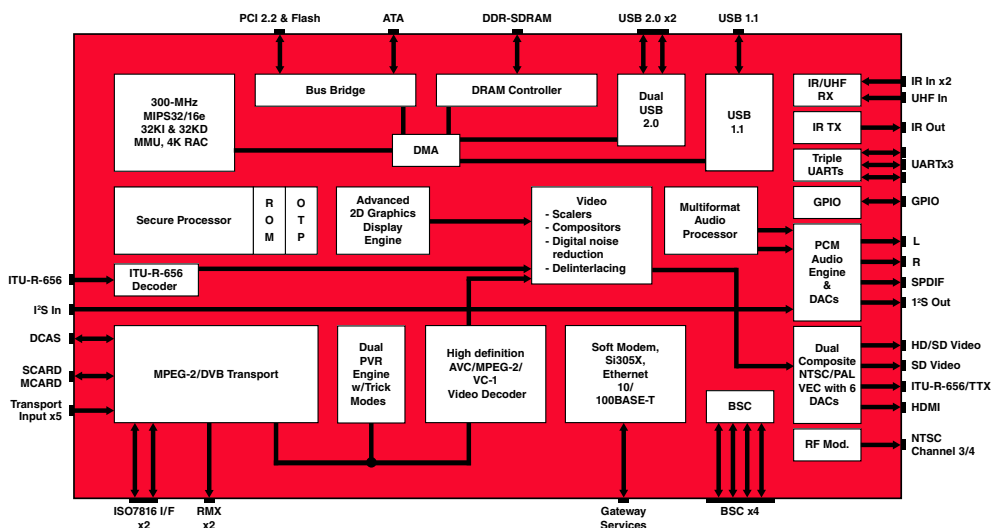 PCI 2.2 & Flash
ATA
DDR-SDRAM
USB 2.0 x2
USB 1.1
300-MHz
MIPS32/16e
32KI & 32KD
MMU, 4K RAC
Bus Bridge
DRAM Controller
DMA
Dual
USB
2.0
USB
1.1
IR/UHF
RX
IR In x2
UHF In
IR TX
IR Out
Triple
UARTs
UARTx3
GPIO
GPIO
Secure Processor
R
O
M
O
T
P
Advanced
2D Graphics
Display
Engine
Video
- Scalers
- Compositors
- Digital noise
reduction
- Delinterlacing
Multiformat
Audio
Processor
PCM
Audio
Engine
&
DACs
L
R
SPDIF
1²S Out
ITU-R-656
ITU-R-656
Decoder
I²S In
DCAS
SCARD
MCARD
Transport
Input x5
MPEG-2/DVB Transport
Dual
PVR
Engine
w/Trick
Modes
High definition
AVC/MPEG-2/
VC-1
Video Decoder
Soft Modem,
Si305X,
Ethernet
10/
100BASE-T
BSC
Dual
Composite
NTSC/PAL
VEC with 6
DACs
HD/SD Video
SD Video
ITU-R-656/TTX
HDMI
RF Mod.
NTSC
Channel 3/4
ISO7816 I/F
x2
RMX
x2
Gateway
Services
BSC x4